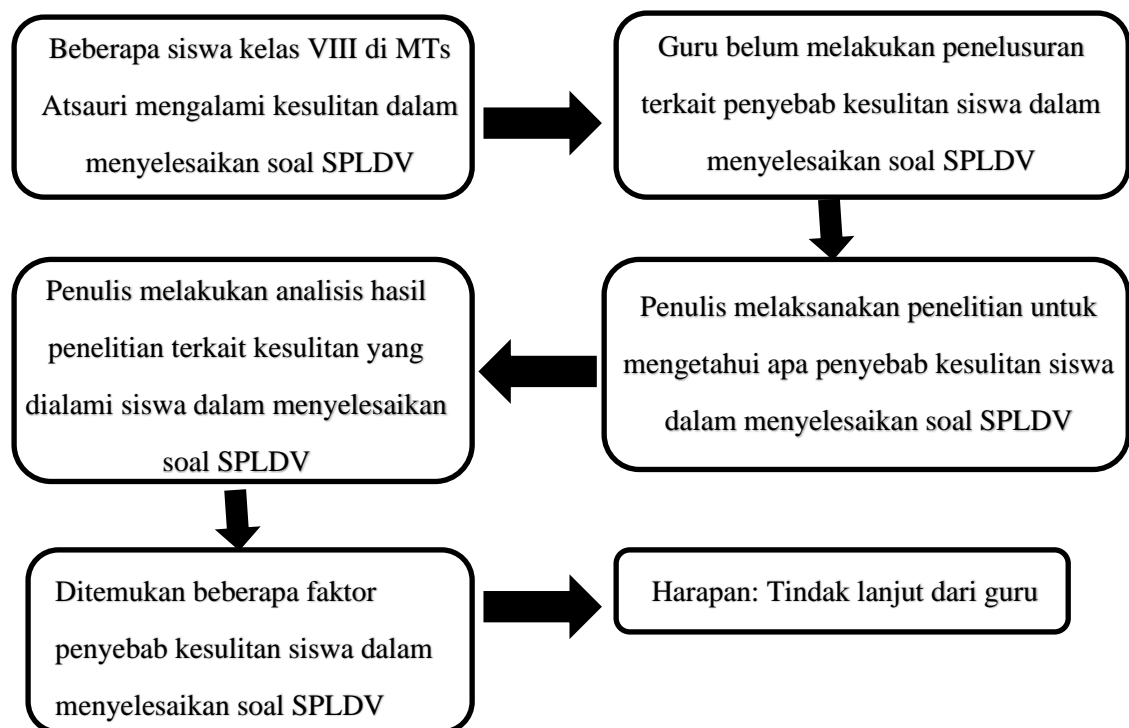 Beberapa siswa kelas VIII di MTs
Atsauri mengalami kesulitan dalam
menyelesaikan soal SPLDV
Guru belum melakukan penelusuran
terkait penyebab kesulitan siswa dalam
menyelesaikan soal SPLDV
Penulis melaksanakan penelitian untuk
mengetahui apa penyebab kesulitan siswa
dalam menyelesaikan soal SPLDV
Penulis melakukan analisis hasil
penelitian terkait kesulitan yang
dialami siswa dalam menyelesaikan
soal SPLDV
Ditemukan beberapa faktor
penyebab kesulitan siswa dalam
menyelesaikan soal SPLDV
Harapan: Tindak lanjut dari guru